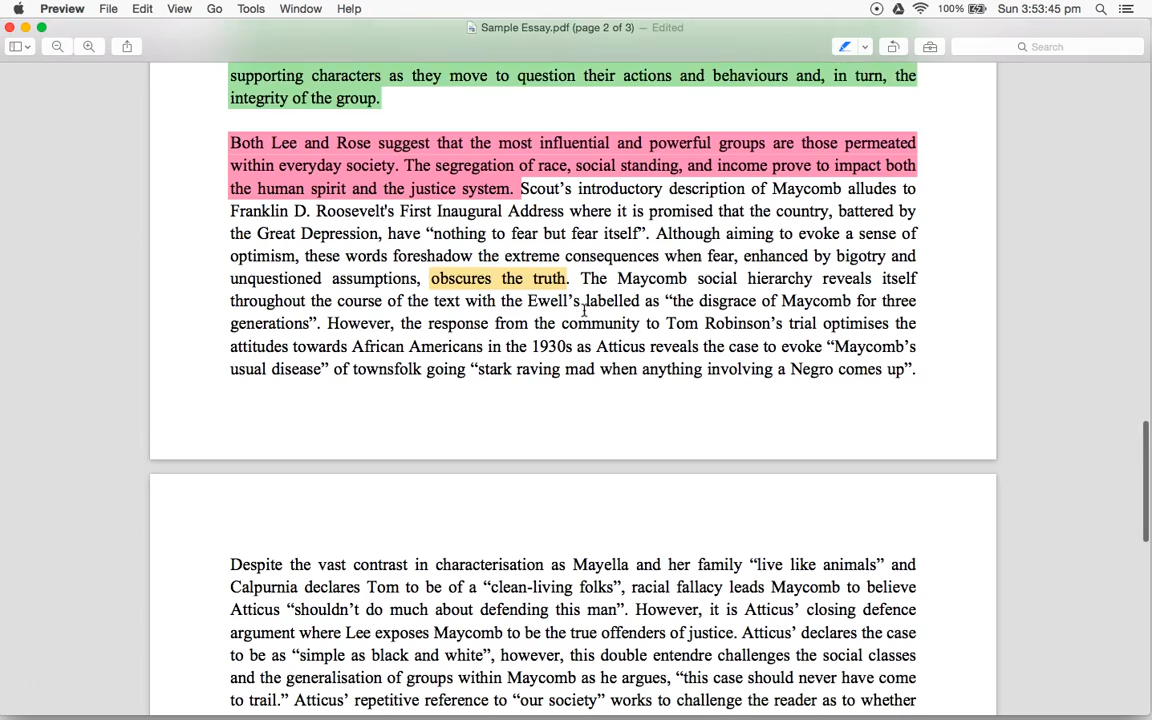 Preview File Edit View Go Tools Window Help 100% Sun 3:53:45 pm
Sample Essay.pdf (page 2 of 3) — Edited
Search
supporting characters as they move to question their actions and behaviours and, in turn, the
integrity of the group.
Both Lee and Rose suggest that the most influential and powerful groups are those permeated
within everyday society. The segregation of race, social standing, and income prove to impact both
the human spirit and the justice system. Scout’s introductory description of Maycomb alludes to
Franklin D. Roosevelt's First Inaugural Address where it is promised that the country, battered by
the Great Depression, have “nothing to fear but fear itself”. Although aiming to evoke a sense of
optimism, these words foreshadow the extreme consequences when fear, enhanced by bigotry and
unquestioned assumptions, obscures the truth. The Maycomb social hierarchy reveals itself
throughout the course of the text with the Ewell’s labelled as “the disgrace of Maycomb for three
generations”. However, the response from the community to Tom Robinson’s trial optimises the
attitudes towards African Americans in the 1930s as Atticus reveals the case to evoke “Maycomb’s
usual disease” of townsfolk going “stark raving mad when anything involving a Negro comes up”.
Despite the vast contrast in characterisation as Mayella and her family “live like animals” and
Calpurnia declares Tom to be of a “clean-living folks”, racial fallacy leads Maycomb to believe
Atticus “shouldn’t do much about defending this man”. However, it is Atticus’ closing defence
argument where Lee exposes Maycomb to be the true offenders of justice. Atticus’ declares the case
to be as “simple as black and white”, however, this double entendre challenges the social classes
and the generalisation of groups within Maycomb as he argues, “this case should never have come
to trail.” Atticus’ repetitive reference to “our society” works to challenge the reader as to whether